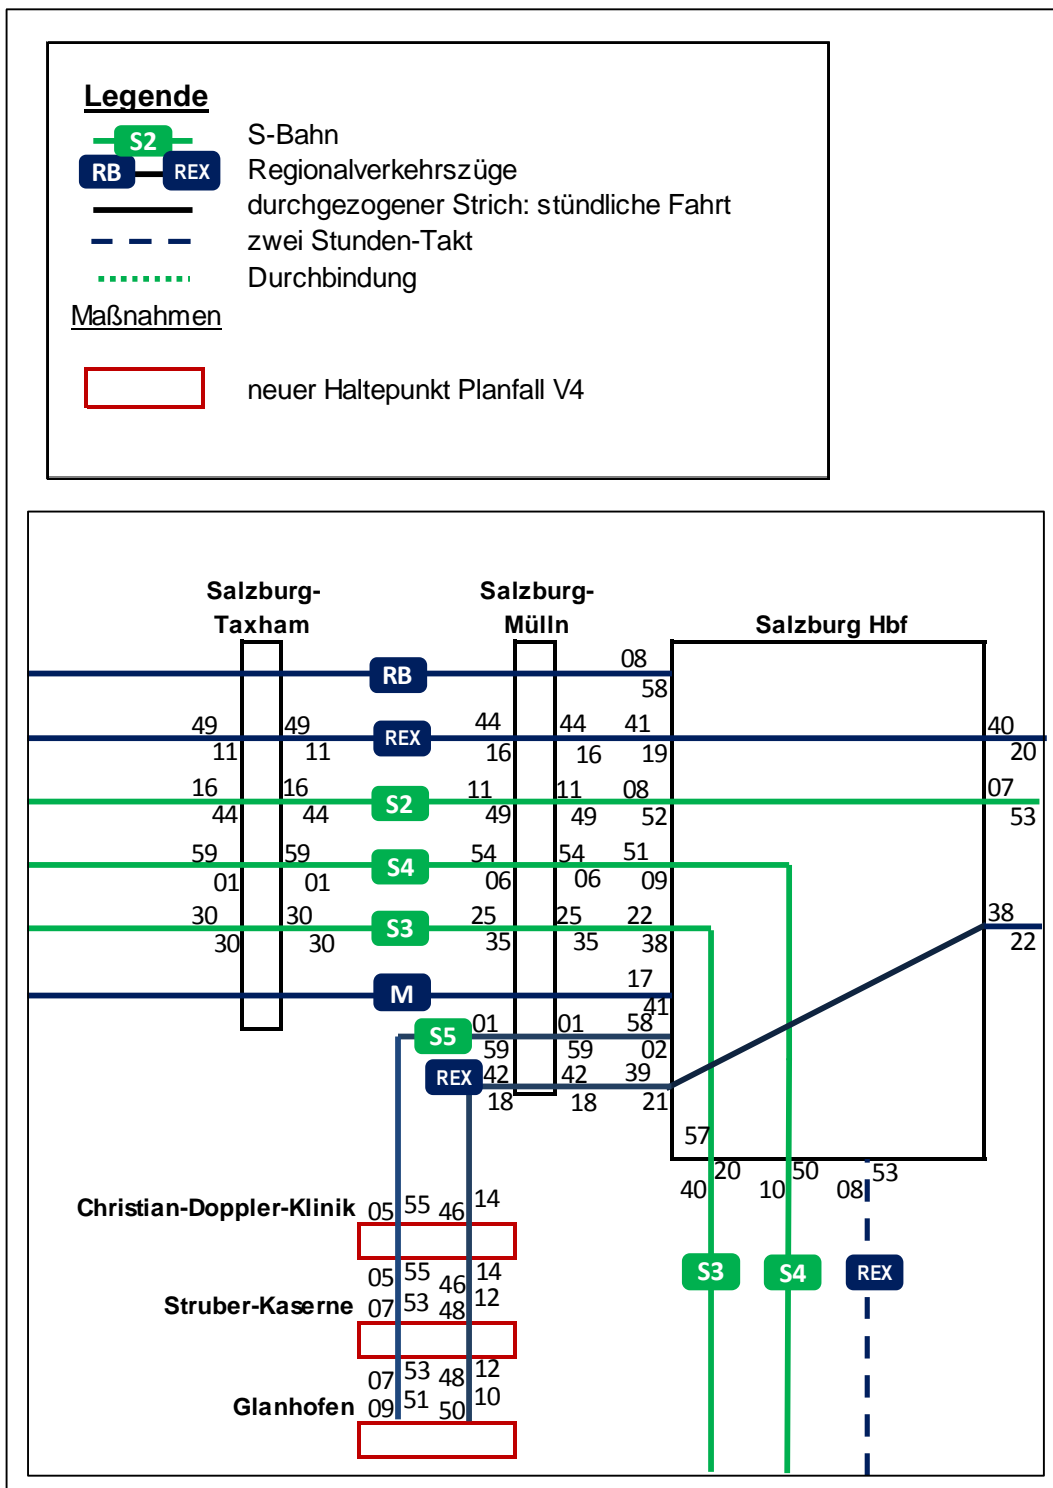 Legende
S2 S-Bahn
RB REX Regionalverkehrszüge
durchgezogener Strich: stündliche Fahrt
zwei Stunden-Takt
Durchbindung
Maßnahmen
neuer Haltepunkt Planfall V4
Salzburg-
Taxham
Salzburg-
Mülln
Salzburg Hbf
RB 08
58
49 49 REX 44 44 41 40
11 11 16 16 19 20
16 16 S2 11 11 08 07
44 44 49 49 52 53
59 59 S4 54 54 51
01 01 06 06 09
30 30 S3 25 25 22 38
30 30 35 35 38 22
M 17
41
S5 01 01 58
59 59 02
REX 42 42 39
18 18 21
57
20 50 53
40 10 08
Christian-Doppler-Klinik 05 55 46 14
05 55 46 14
S3 S4 REX
Struber-Kaserne 07 53 48 12
07 53 48 12
Glanhofen 09 51 50 10